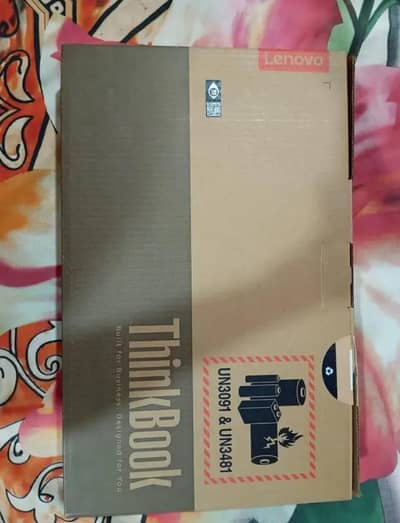 Lenovo
ThinkBook
Built for Business. Designed for You
UN3091 & UN3481